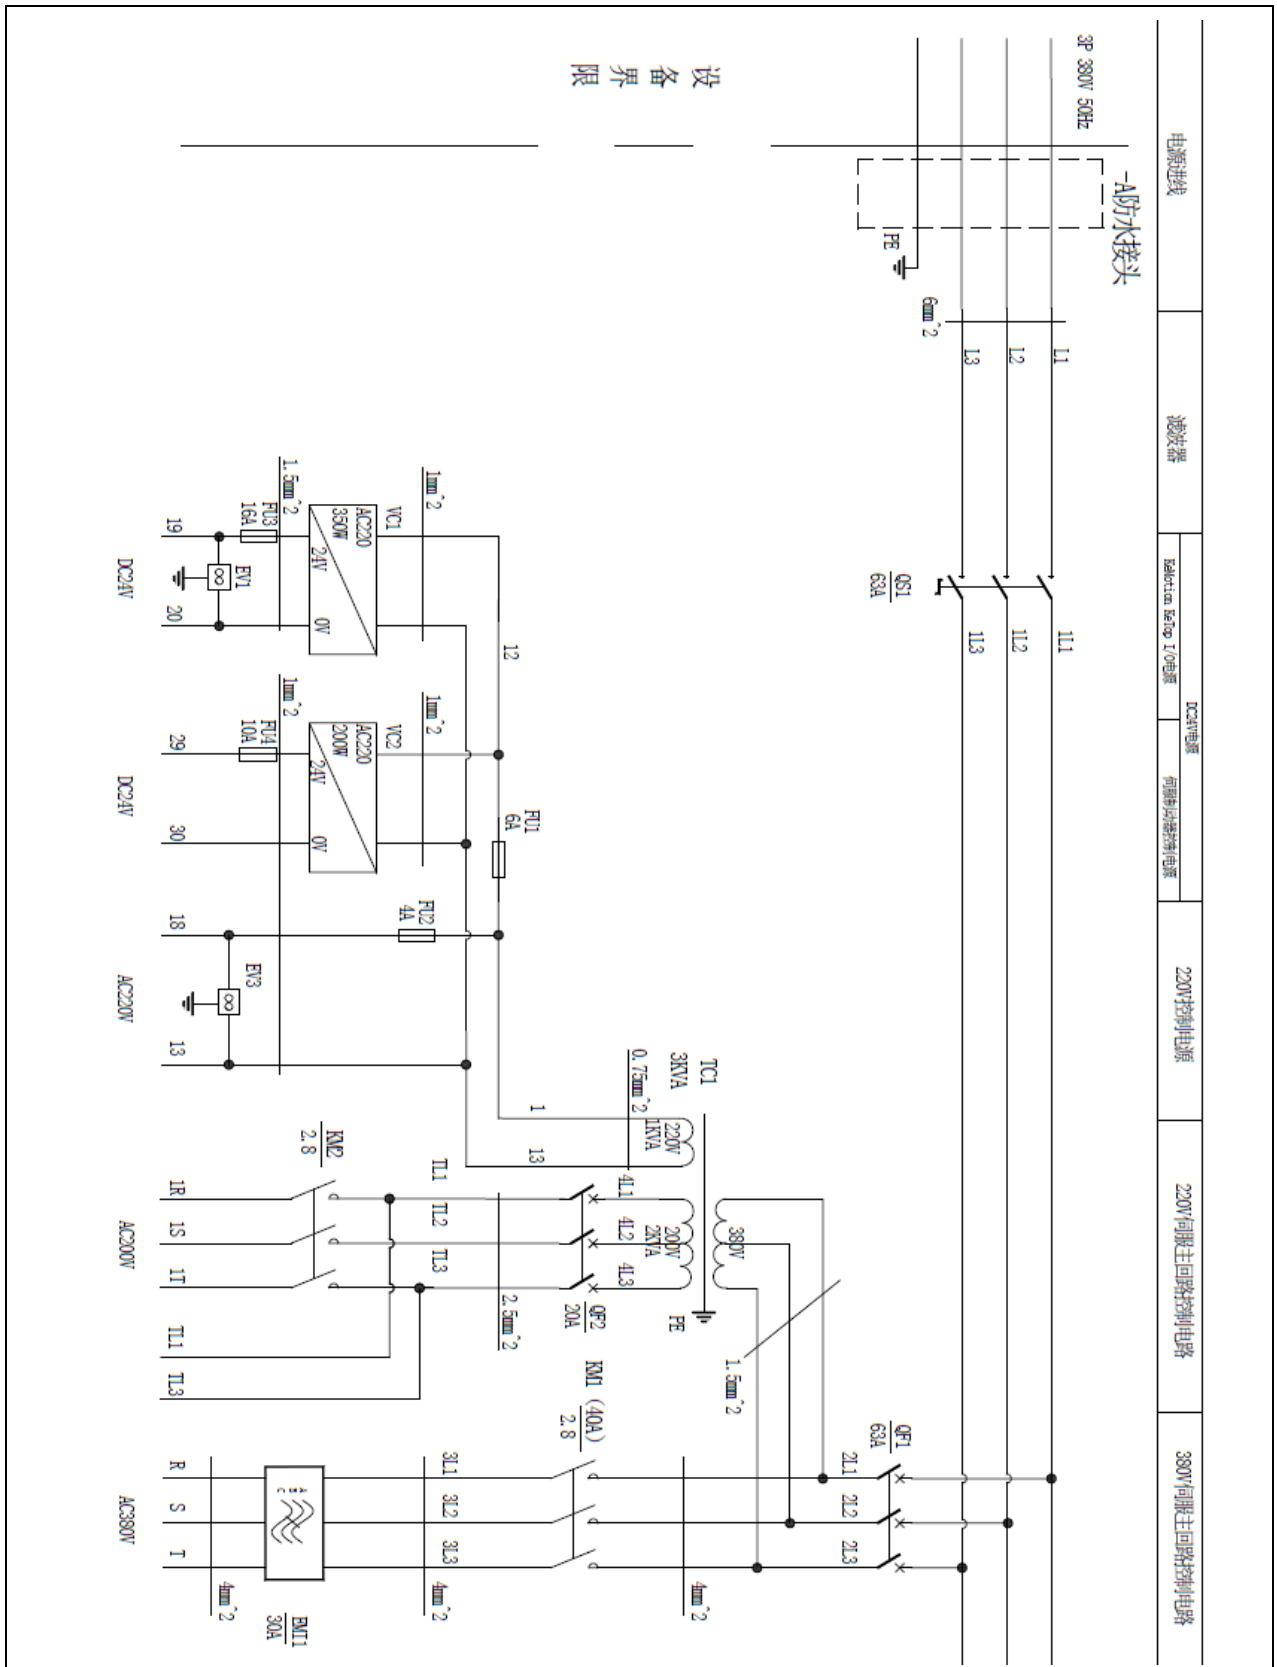 电源进线
滤波器
DC24V电源
KeMotion KeTop I/O电源
伺服制动器控制电源
220V控制电源
220V伺服主回路控制电路
380V伺服主回路控制电路
3P 380V 50Hz
设备界限
-A防水接头
PE
6mm^2
L1
L2
L3
QS1
63A
1L1
1L2
1L3
1mm^2
VC1
AC220
350W
24V
0V
1.5mm^2
FU3
16A
EV1
19
20
DC24V
12
1mm^2
VC2
AC220
200W
24V
0V
1mm^2
FU4
10A
29
30
DC24V
FU1
6A
FU2
4A
18
EV3
13
AC220V
TC1
3KVA
0.75mm^2
220V
1KVA
1
13
380V
200V
2KVA
PE
4L1
4L2
4L3
QF2
20A
2.5mm^2
TL1
TL2
TL3
KM2
2.8
1R
1S
1T
AC200V
TL1
TL3
1.5mm^2
QF1
63A
2L1
2L2
2L3
4mm^2
KM1 (40A)
2.8
3L1
3L2
3L3
4mm^2
A
B
C
EMI1
30A
4mm^2
R
S
T
AC380V